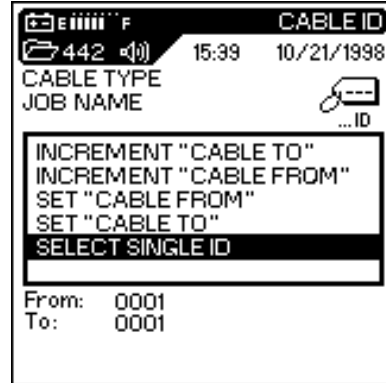 E F CABLE ID
442 15:39 10/21/1998
CABLE TYPE
JOB NAME
---
...ID
INCREMENT "CABLE TO"
INCREMENT "CABLE FROM"
SET "CABLE FROM"
SET "CABLE TO"
SELECT SINGLE ID
From: 0001
To: 0001